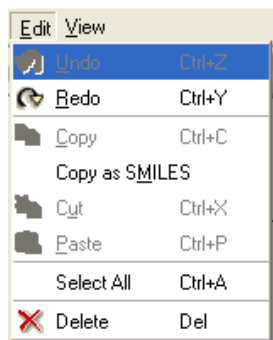 Edit View
Undo Ctrl+Z
Redo Ctrl+Y
Copy Ctrl+C
Copy as SMILES
Cut Ctrl+X
Paste Ctrl+P
Select All Ctrl+A
Delete Del